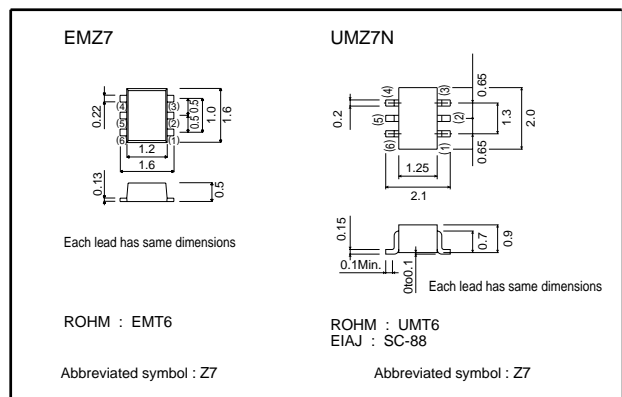 EMZ7
0.22
(4)
(5)
(6)
(3)
(2)
(1)
0.5 0.5
1.0
1.6
1.2
1.6
0.13
0.5
Each lead has same dimensions
ROHM : EMT6
Abbreviated symbol : Z7
UMZ7N
0.2
(4)
(5)
(6)
(3)
(2)
(1)
0.65
0.65
1.3
2.0
1.25
2.1
0.15
0.1Min.
0to0.1
0.7
0.9
Each lead has same dimensions
ROHM : UMT6
EIAJ : SC-88
Abbreviated symbol : Z7